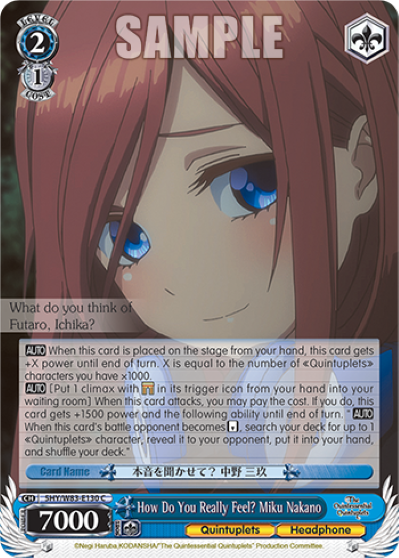 LEVEL
2
1
COST
SAMPLE
What do you think of
Futaro, Ichika?
AUTO When this card is placed on the stage from your hand, this card gets
+X power until end of turn. X is equal to the number of «Quintuplets»
characters you have ×1000.
AUTO [Put 1 climax with in its trigger icon from your hand into your
waiting room] When this card attacks, you may pay the cost. If you do, this
card gets +1500 power and the following ability until end of turn. "
AUTO
When this card's battle opponent becomes , search your deck for up to 1
«Quintuplets» character, reveal it to your opponent, put it into your hand,
and shuffle your deck."
Card Name 本音を聞かせて? 中野 三玖
CH 5HY/W83-E130 C
7000
POWER
How Do You Really Feel? Miku Nakano
The Quintessential Quintuplets
Quintuplets Headphone
©Negi Haruba,KODANSHA/"The Quintessential Quintuplets" Production Committee